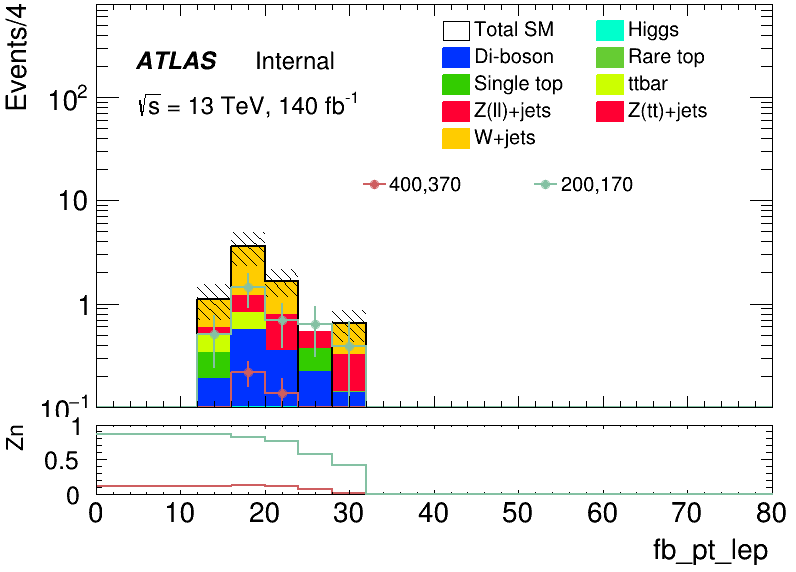 Events/4
ATLAS Internal
√s = 13 TeV, 140 fb⁻¹
Total SM Higgs
Di-boson Rare top
Single top ttbar
Z(ll)+jets Z(tt)+jets
W+jets
400,370 200,170
10²
10
1
10⁻¹
Zn
1
0.5
0
0 10 20 30 40 50 60 70 80
fb_pt_lep